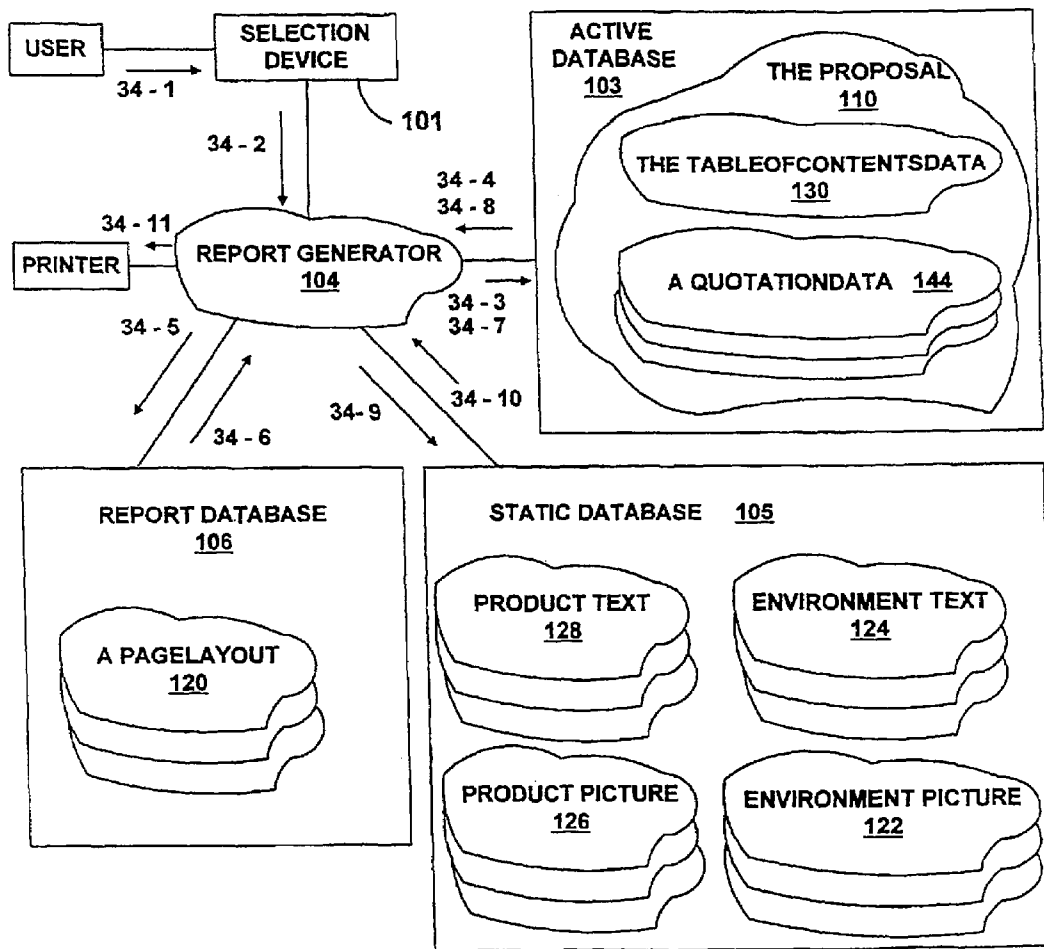 USER
34 - 1
SELECTION
DEVICE
101
34 - 2
34 - 4
34 - 8
34 - 11
PRINTER
REPORT GENERATOR
104
34 - 3
34 - 7
34 - 5
34 - 6
34 - 9
34 - 10
ACTIVE
DATABASE
103
THE PROPOSAL
110
THE TABLEOFCONTENTSDATA
130
A QUOTATIONDATA 144
REPORT DATABASE
106
A PAGELAYOUT
120
STATIC DATABASE 105
PRODUCT TEXT
128
ENVIRONMENT TEXT
124
PRODUCT PICTURE
126
ENVIRONMENT PICTURE
122